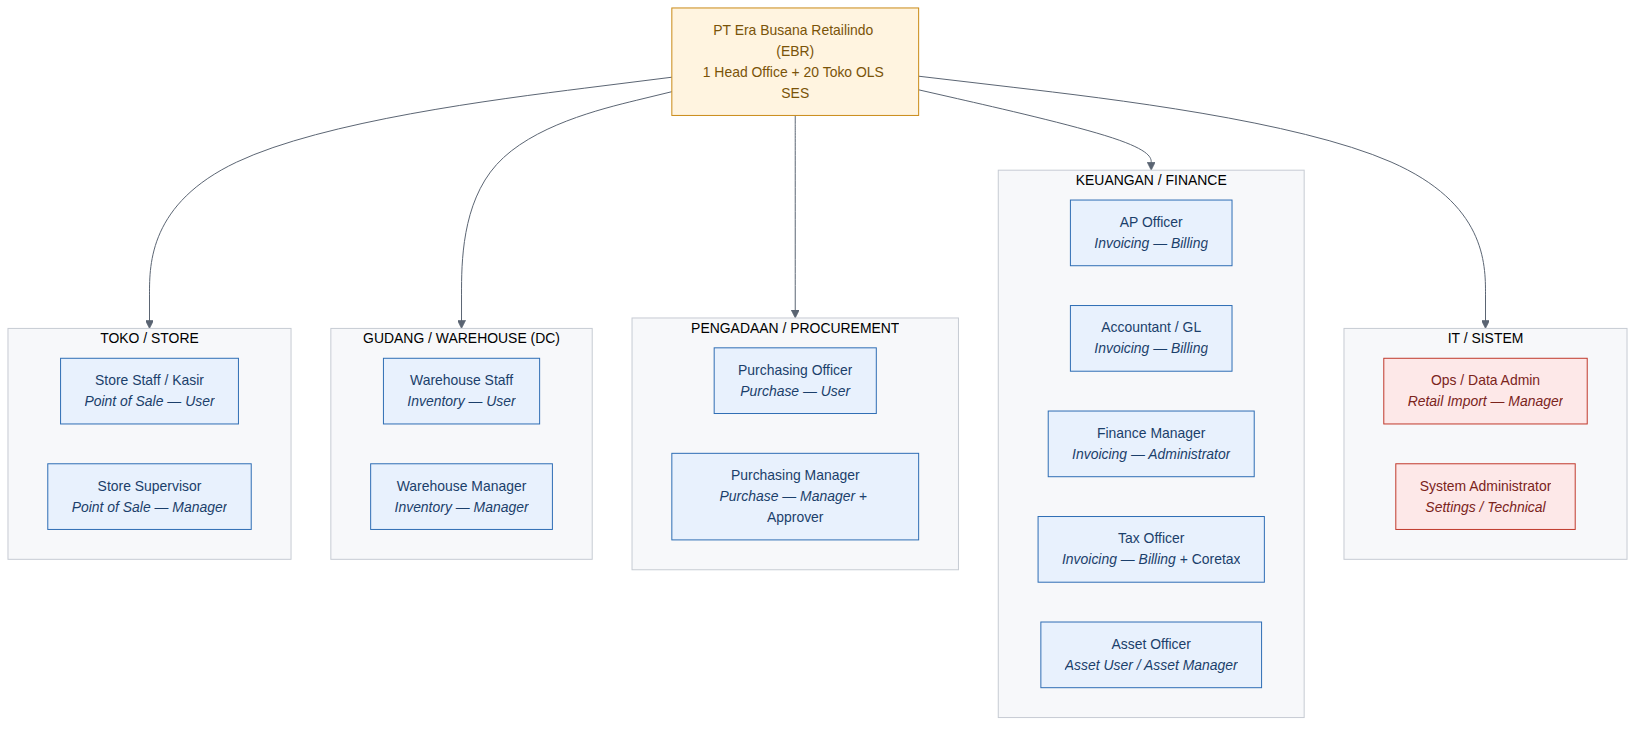 PT Era Busana Retailindo
(EBR)
1 Head Office + 20 Toko OLS
SES
TOKO / STORE
Store Staff / Kasir
Point of Sale — User
Store Supervisor
Point of Sale — Manager
GUDANG / WAREHOUSE (DC)
Warehouse Staff
Inventory — User
Warehouse Manager
Inventory — Manager
PENGADAAN / PROCUREMENT
Purchasing Officer
Purchase — User
Purchasing Manager
Purchase — Manager +
Approver
KEUANGAN / FINANCE
AP Officer
Invoicing — Billing
Accountant / GL
Invoicing — Billing
Finance Manager
Invoicing — Administrator
Tax Officer
Invoicing — Billing + Coretax
Asset Officer
Asset User / Asset Manager
IT / SISTEM
Ops / Data Admin
Retail Import — Manager
System Administrator
Settings / Technical